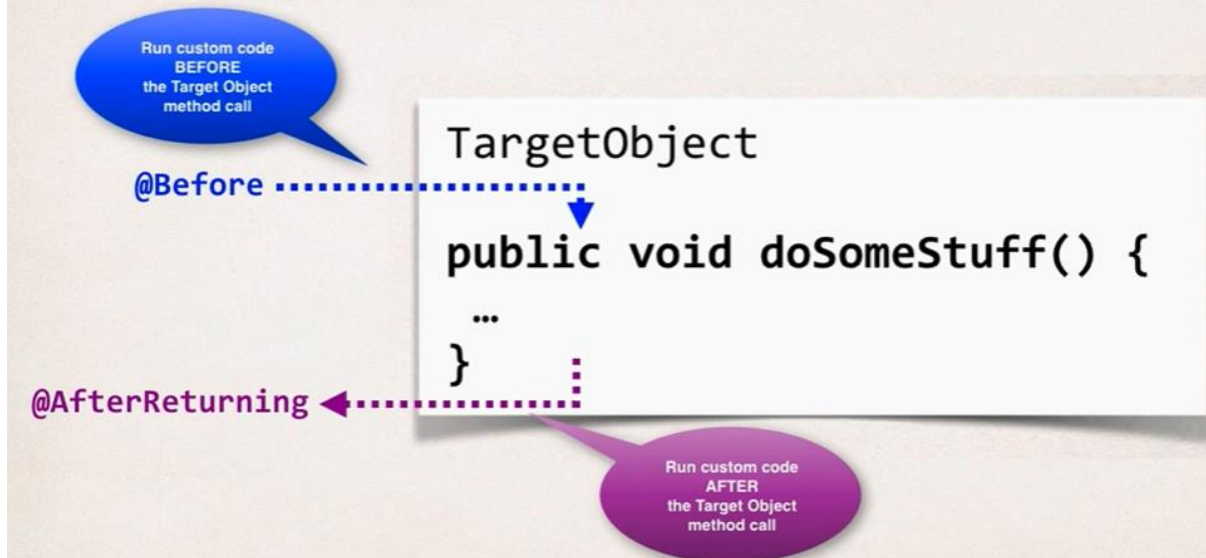 Run custom code
BEFORE
the Target Object
method call
TargetObject
@Before
public void doSomeStuff() {
…
}
@AfterReturning
Run custom code
AFTER
the Target Object
method call